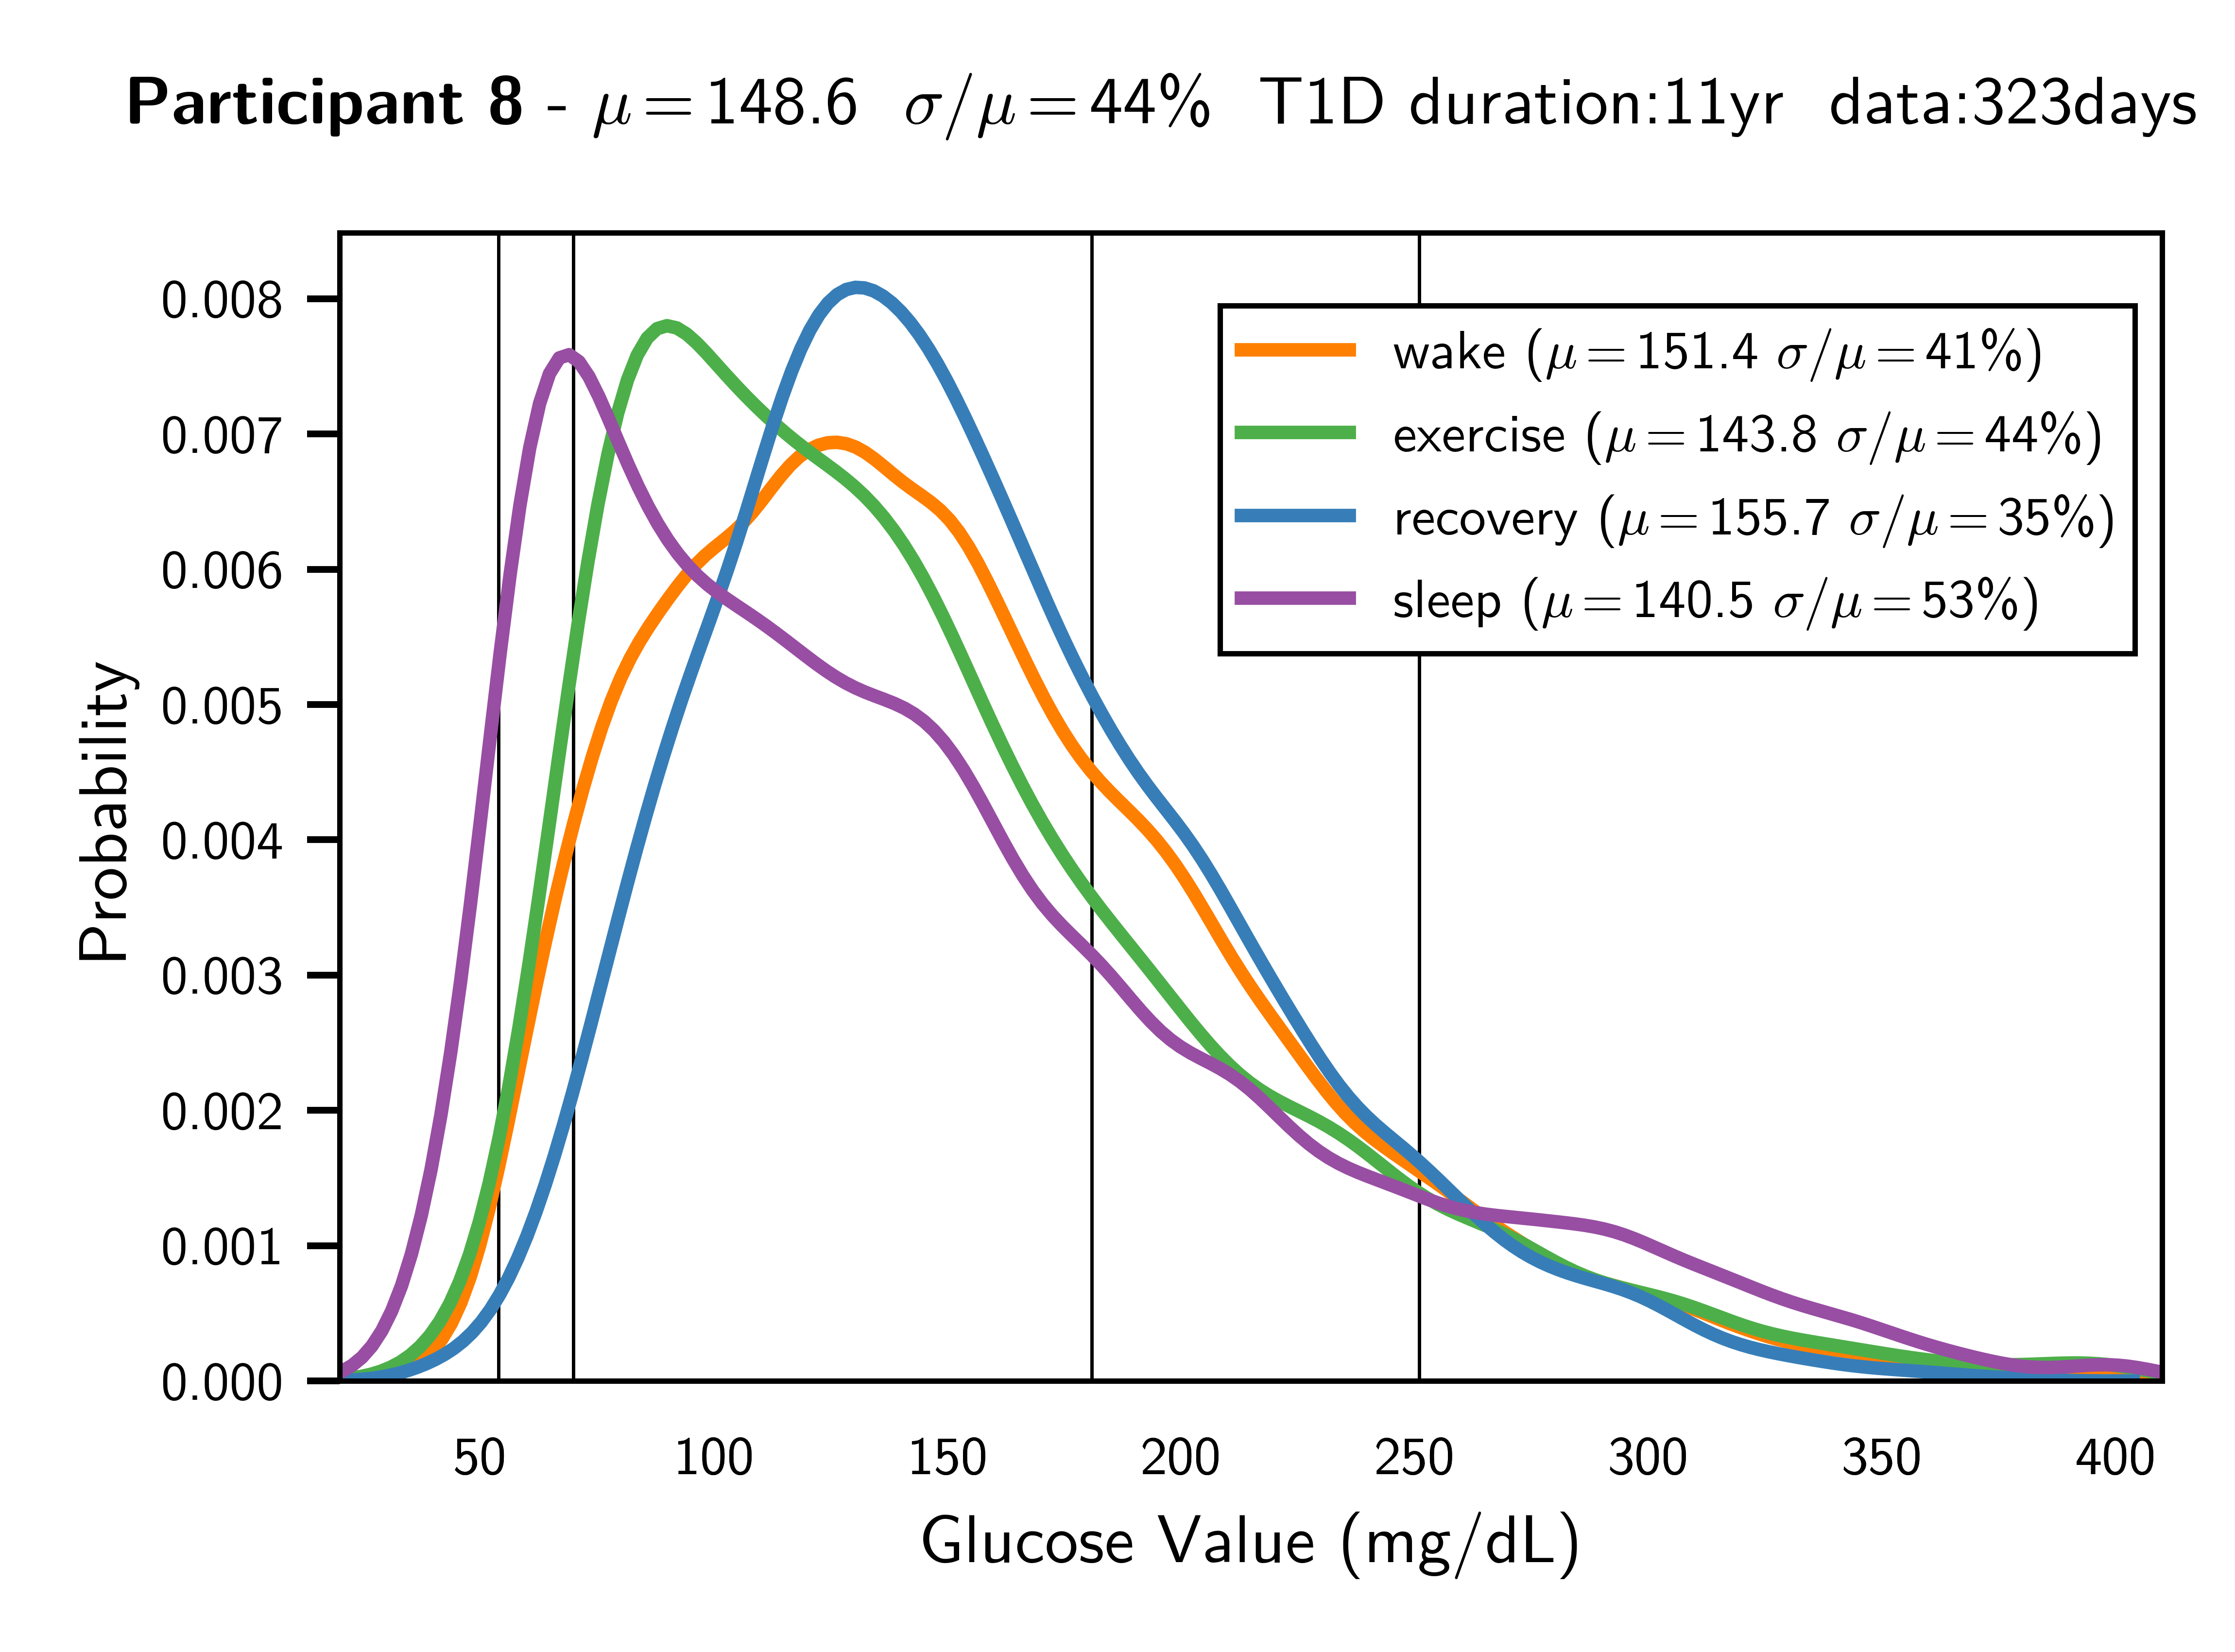 Participant 8 - μ = 148.6 σ/μ = 44% T1D duration:11yr data:323days
0.008
0.007
0.006
0.005
0.004
0.003
0.002
0.001
0.000
Probability
wake (μ = 151.4 σ/μ = 41%)
exercise (μ = 143.8 σ/μ = 44%)
recovery (μ = 155.7 σ/μ = 35%)
sleep (μ = 140.5 σ/μ = 53%)
50 100 150 200 250 300 350 400
Glucose Value (mg/dL)